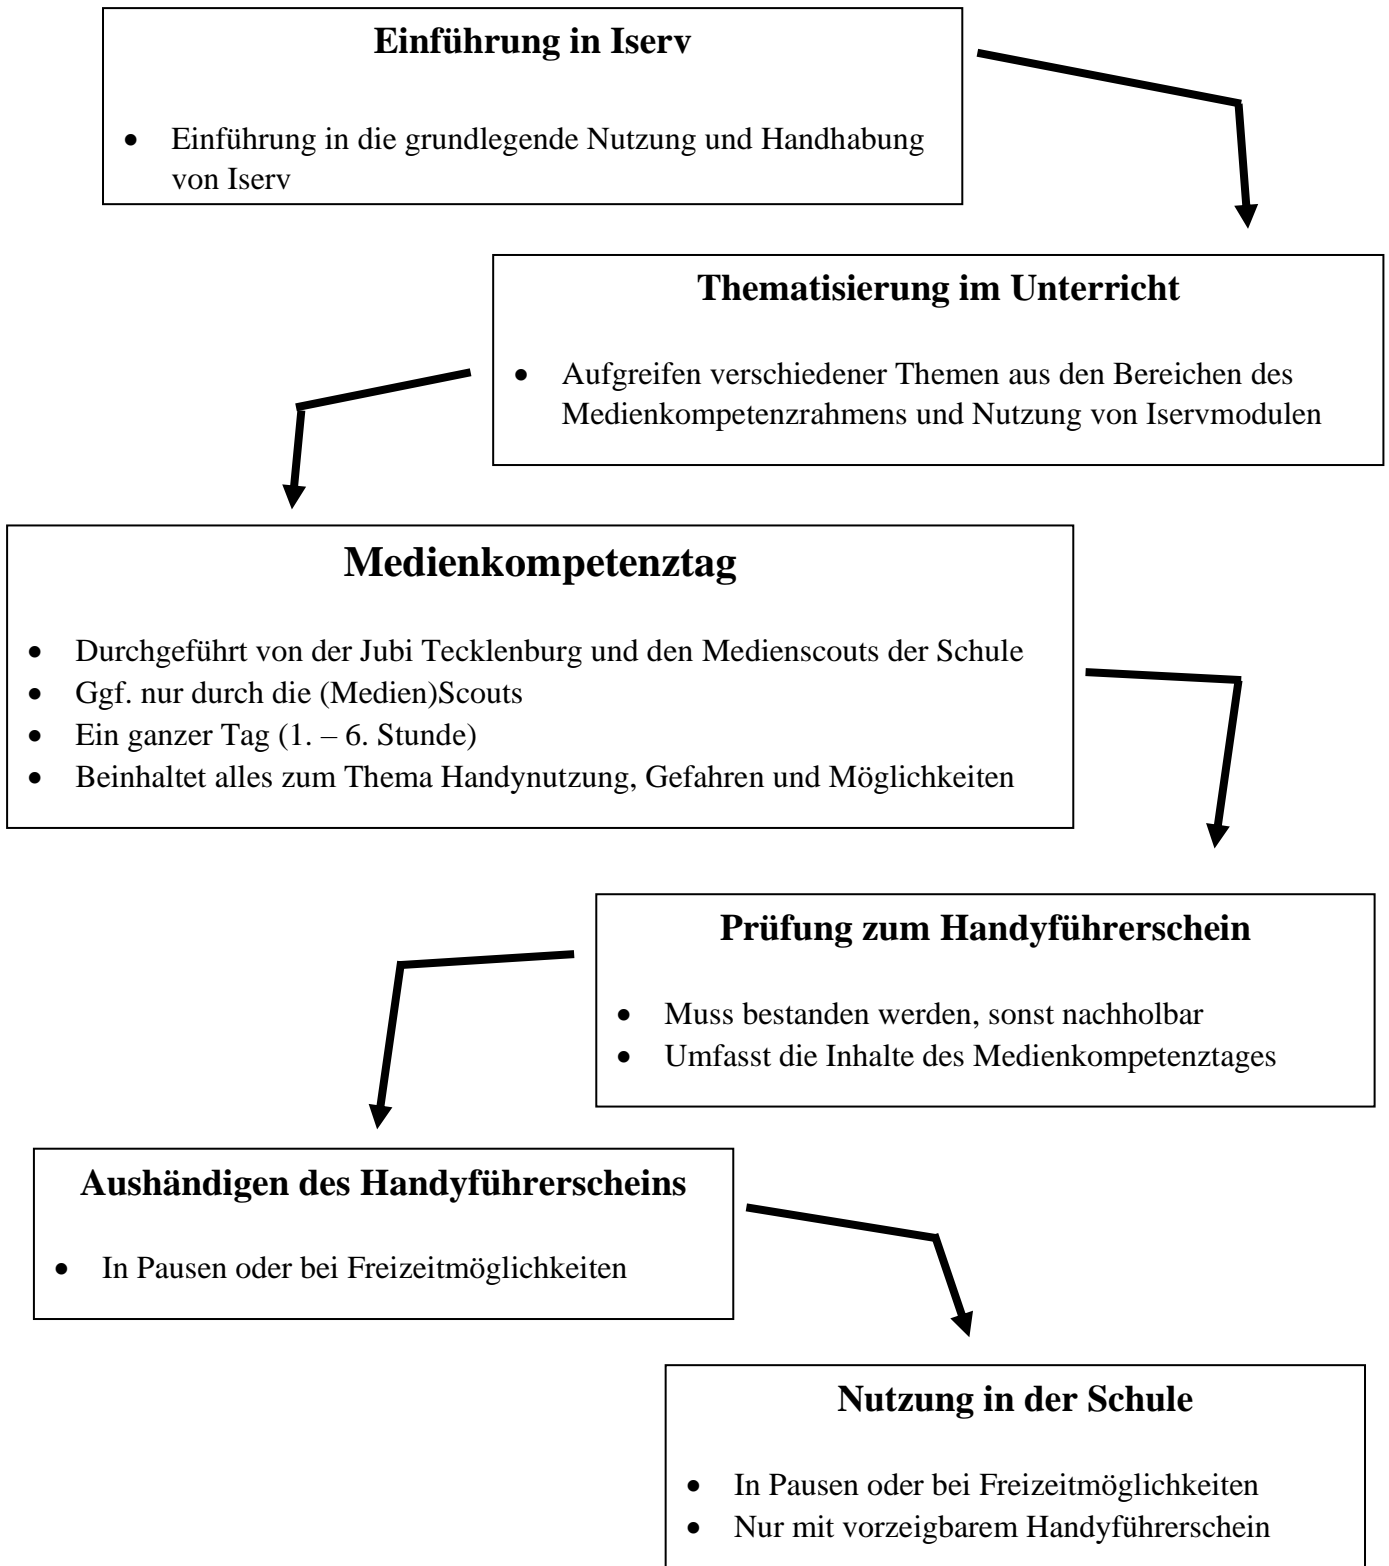 Einführung in Iserv
• Einführung in die grundlegende Nutzung und Handhabung
von Iserv
Thematisierung im Unterricht
• Aufgreifen verschiedener Themen aus den Bereichen des
Medienkompetenzrahmens und Nutzung von Iservmodulen
Medienkompetenztag
• Durchgeführt von der Jubi Tecklenburg und den Medienscouts der Schule
• Ggf. nur durch die (Medien)Scouts
• Ein ganzer Tag (1. – 6. Stunde)
• Beinhaltet alles zum Thema Handynutzung, Gefahren und Möglichkeiten
Prüfung zum Handyführerschein
• Muss bestanden werden, sonst nachholbar
• Umfasst die Inhalte des Medienkompetenztages
Aushändigen des Handyführerscheins
• In Pausen oder bei Freizeitmöglichkeiten
Nutzung in der Schule
• In Pausen oder bei Freizeitmöglichkeiten
• Nur mit vorzeigbarem Handyführerschein